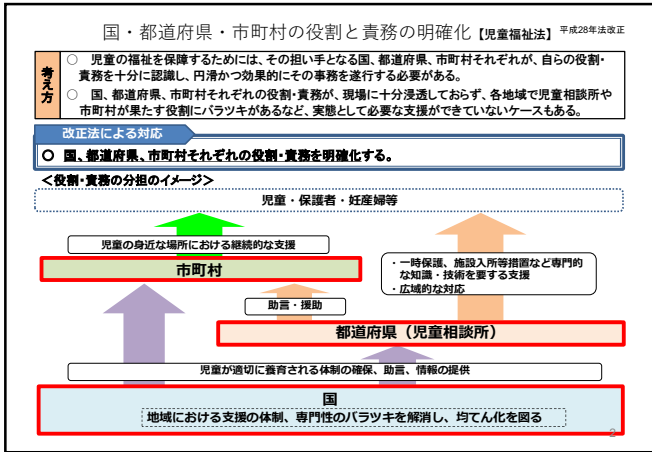 国・都道府県・市町村の役割と責務の明確化【児童福祉法】 平成28年法改正
考え方
○ 児童の福祉を保障するためには、その担い手となる国、都道府県、市町村それぞれが、自らの役割・
責務を十分に認識し、円滑かつ効果的にその事務を遂行する必要がある。
○ 国、都道府県、市町村それぞれの役割・責務が、現場に十分浸透しておらず、各地域で児童相談所や
市町村が果たす役割にバラツキがあるなど、実態として必要な支援ができていないケースもある。
改正法による対応
○ 国、都道府県、市町村それぞれの役割・責務を明確化する。
＜役割・責務の分担のイメージ＞
児童・保護者・妊産婦等
児童の身近な場所における継続的な支援
市町村
・一時保護、施設入所等措置など専門的
な知識・技術を要する支援
・広域的な対応
助言・援助
都道府県（児童相談所）
児童が適切に養育される体制の確保、助言、情報の提供
国
地域における支援の体制、専門性のバラツキを解消し、均てん化を図る
2